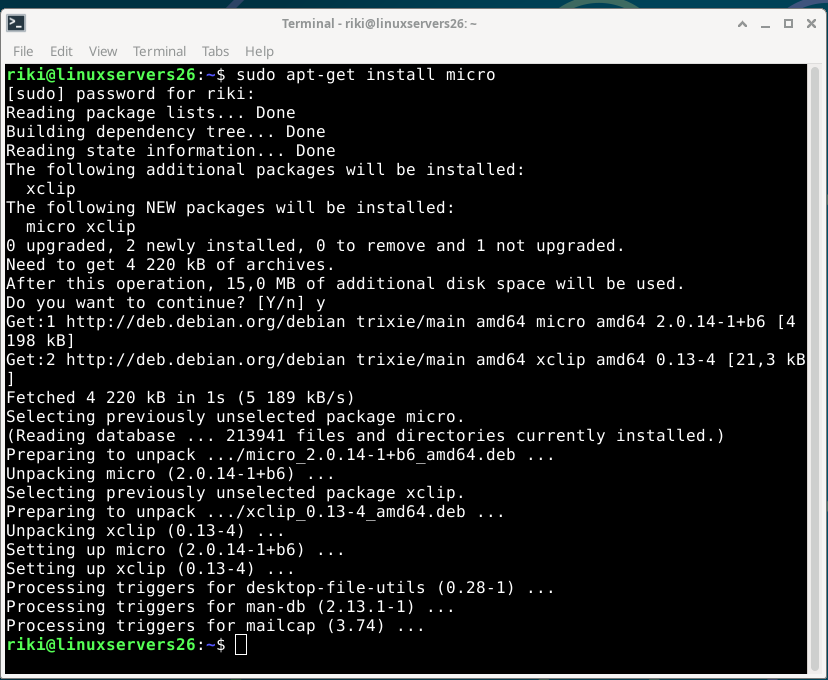 Terminal - riki@linuxservers26: ~
File Edit View Terminal Tabs Help
riki@linuxservers26:~$ sudo apt-get install micro
[sudo] password for riki:
Reading package lists... Done
Building dependency tree... Done
Reading state information... Done
The following additional packages will be installed:
  xclip
The following NEW packages will be installed:
  micro xclip
0 upgraded, 2 newly installed, 0 to remove and 1 not upgraded.
Need to get 4 220 kB of archives.
After this operation, 15,0 MB of additional disk space will be used.
Do you want to continue? [Y/n] y
Get:1 http://deb.debian.org/debian trixie/main amd64 micro amd64 2.0.14-1+b6 [4
198 kB]
Get:2 http://deb.debian.org/debian trixie/main amd64 xclip amd64 0.13-4 [21,3 kB
]
Fetched 4 220 kB in 1s (5 189 kB/s)
Selecting previously unselected package micro.
(Reading database ... 213941 files and directories currently installed.)
Preparing to unpack .../micro_2.0.14-1+b6_amd64.deb ...
Unpacking micro (2.0.14-1+b6) ...
Selecting previously unselected package xclip.
Preparing to unpack .../xclip_0.13-4_amd64.deb ...
Unpacking xclip (0.13-4) ...
Setting up micro (2.0.14-1+b6) ...
Setting up xclip (0.13-4) ...
Processing triggers for desktop-file-utils (0.28-1) ...
Processing triggers for man-db (2.13.1-1) ...
Processing triggers for mailcap (3.74) ...
riki@linuxservers26:~$